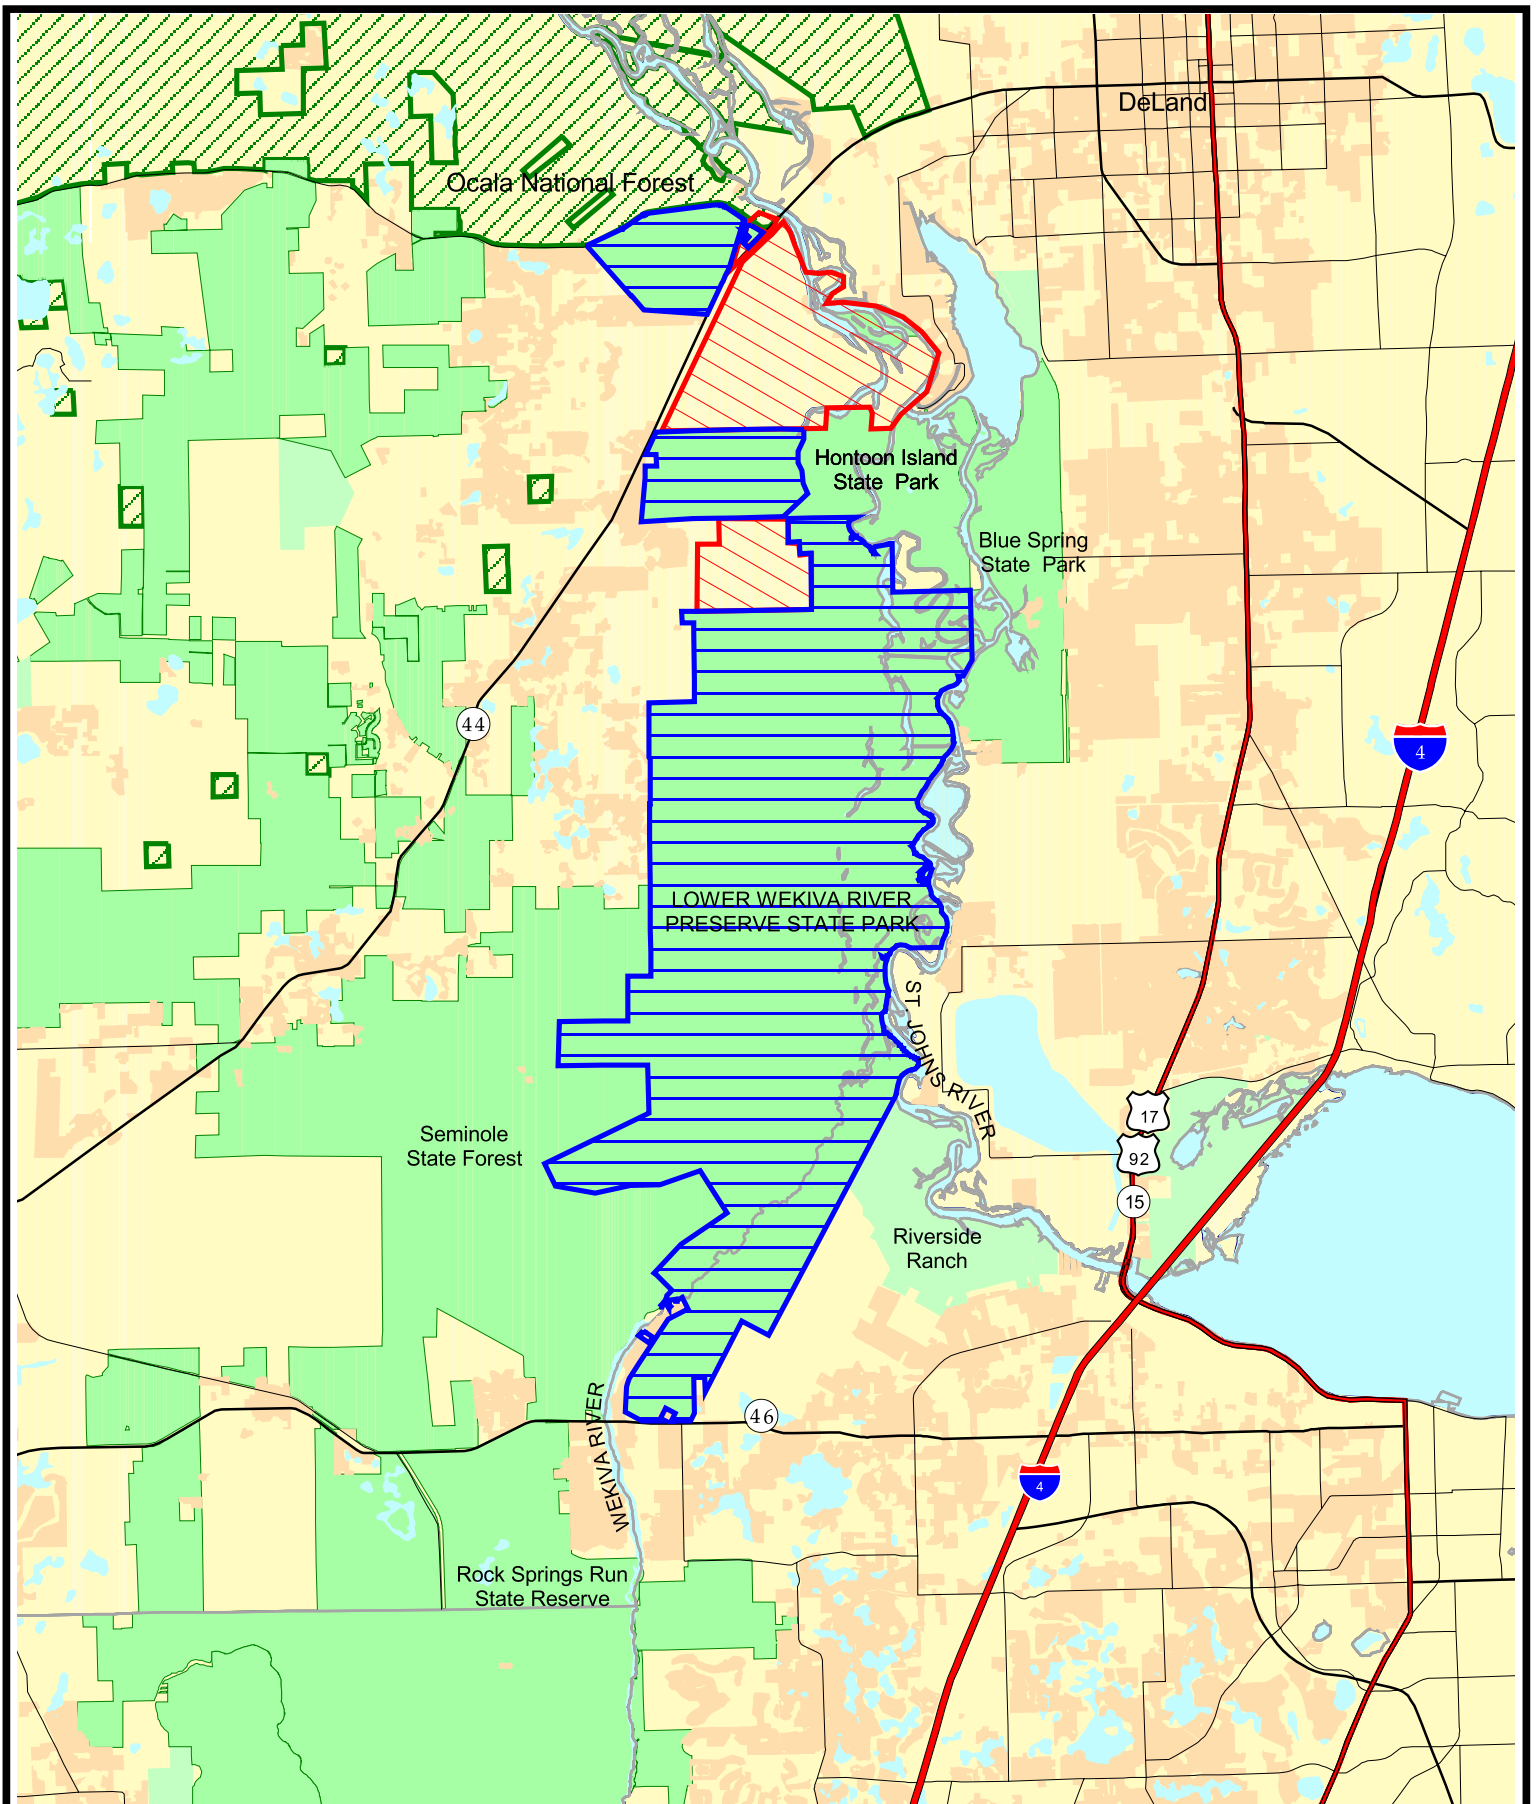 DeLand
Ocala National Forest
Hontoon Island
State Park
Blue Spring
State Park
44
4
LOWER WEKIVA RIVER
PRESERVE STATE PARK
ST JOHNS RIVER
17
92
15
Seminole
State Forest
Riverside
Ranch
46
WEKIVA RIVER
4
Rock Springs Run
State Reserve